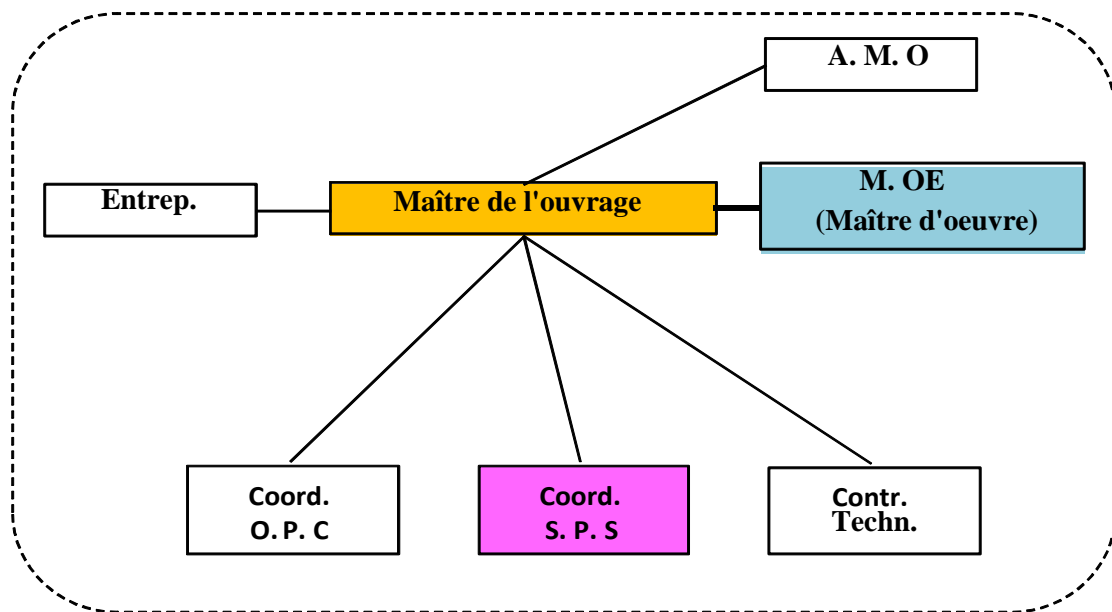 A. M. O
Entrep.
Maître de l'ouvrage
M. OE
(Maître d'oeuvre)
Coord.
O. P. C
Coord.
S. P. S
Contr.
Techn.